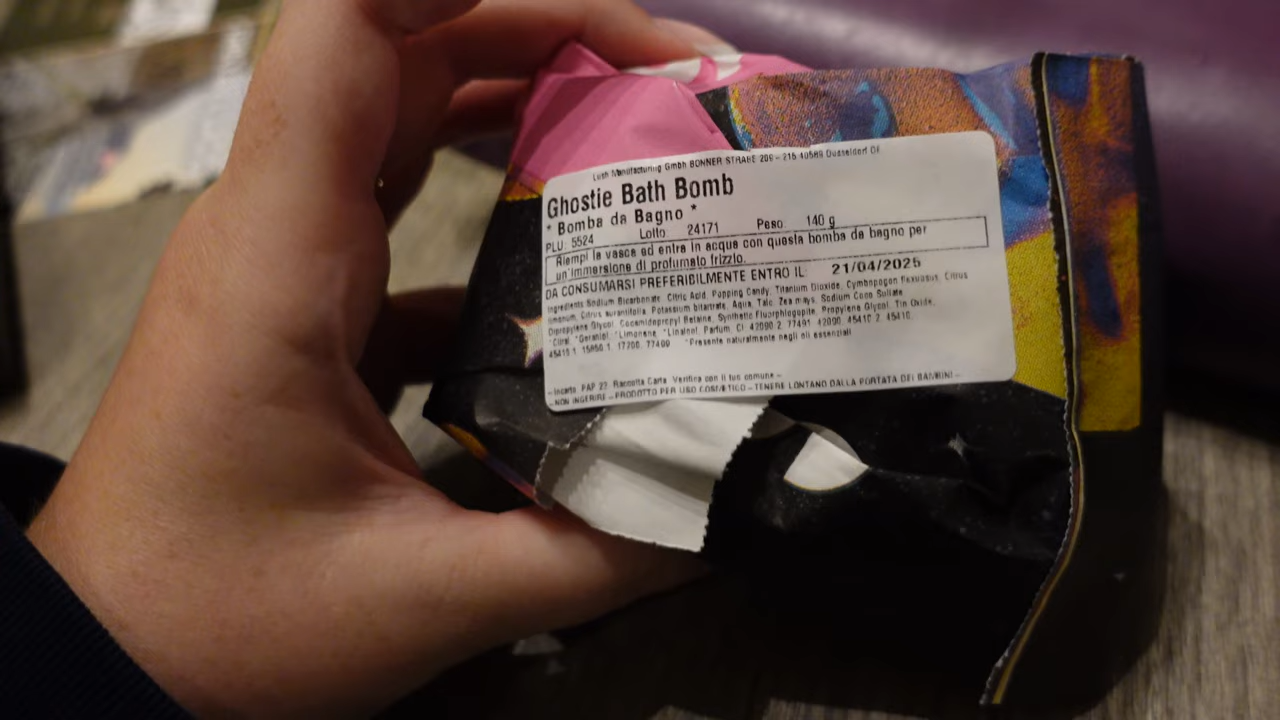 Lush Manufacturing Gmbh BONNER STRAßE 209 - 215 40589 Dusseldorf DE
Ghostie Bath Bomb
* Bomba da Bagno *
PLU: 5524 Lotto: 24171 Peso: 140 g
Riempi la vasca ed entra in acqua con questa bomba da bagno per
un'immersione di profumato frizzio.
DA CONSUMARSI PREFERIBILMENTE ENTRO IL: 21/04/2025
Ingredients Sodium Bicarbonate, Citric Acid, Popping Candy, Titanium Dioxide, Cymbopogon flexuosus, Citrus
limonum, Citrus aurantifolia, Potassium bitartrate, Aqua, Talc, Zea mays, Sodium Coco Sulfate
Dipropylene Glycol, Cocamidopropyl Betaine, Synthetic Fluorphlogopite, Propylene Glycol, Tin Oxide,
*Citral, *Geraniol, *Limonene, *Linalool, Parfum, CI 42090 2, 77491, 42090, 45410 2, 45410,
45410 1, 15850 1, 17200, 77499 *Presente naturalmente negli oli essenziali
- Incarto, PAP 22, Raccolta Carta. Verifica con il tuo comune -
- NON INGERIRE - PRODOTTO PER USO COSMETICO - TENERE LONTANO DALLA PORTATA DEI BAMBINI -